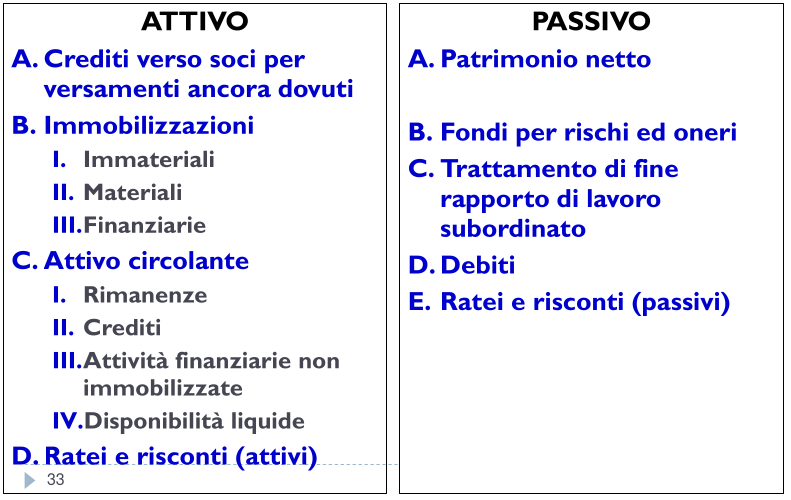 ATTIVO
A. Crediti verso soci per
versamenti ancora dovuti
B. Immobilizzazioni
I. Immateriali
II. Materiali
III.Finanziarie
C. Attivo circolante
I. Rimanenze
II. Crediti
III.Attività finanziarie non
immobilizzate
IV.Disponibilità liquide
D. Ratei e risconti (attivi)
33
PASSIVO
A. Patrimonio netto
B. Fondi per rischi ed oneri
C. Trattamento di fine
rapporto di lavoro
subordinato
D. Debiti
E. Ratei e risconti (passivi)